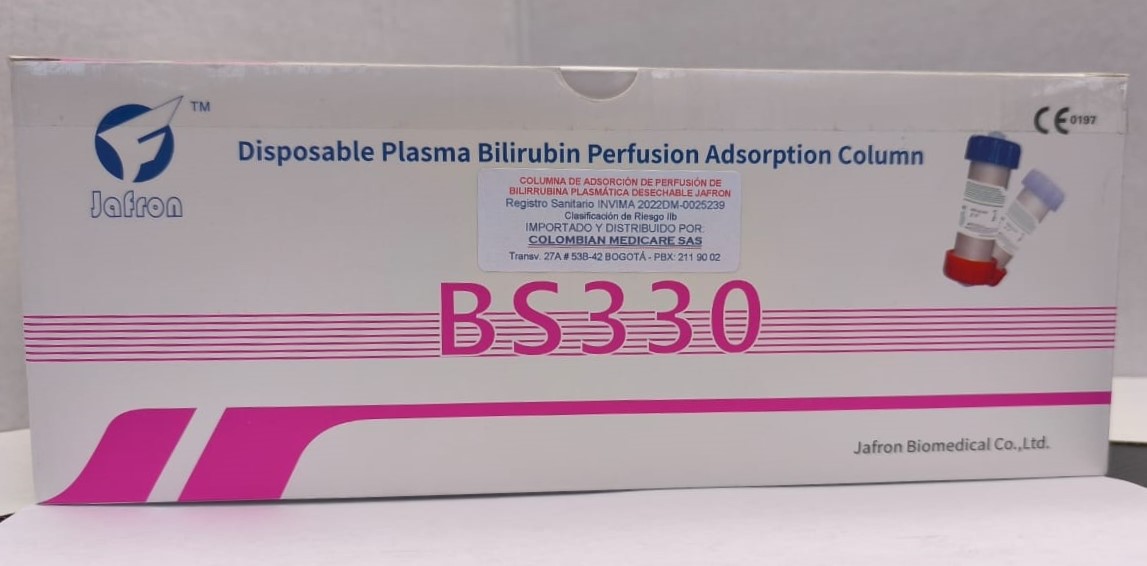 TM
Jafron
CE 0197
Disposable Plasma Bilirubin Perfusion Adsorption Column
COLUMNA DE ADSORCIÓN DE PERFUSIÓN DE
BILIRRUBINA PLASMÁTICA DESECHABLE JAFRON
Registro Sanitario INVIMA 2022DM-0025239
Clasificación de Riesgo IIb
IMPORTADO Y DISTRIBUIDO POR:
COLOMBIAN MEDICARE SAS
Transv. 27A # 53B-42 BOGOTÁ - PBX: 211 90 02
BS330
Jafron Biomedical Co.,Ltd.